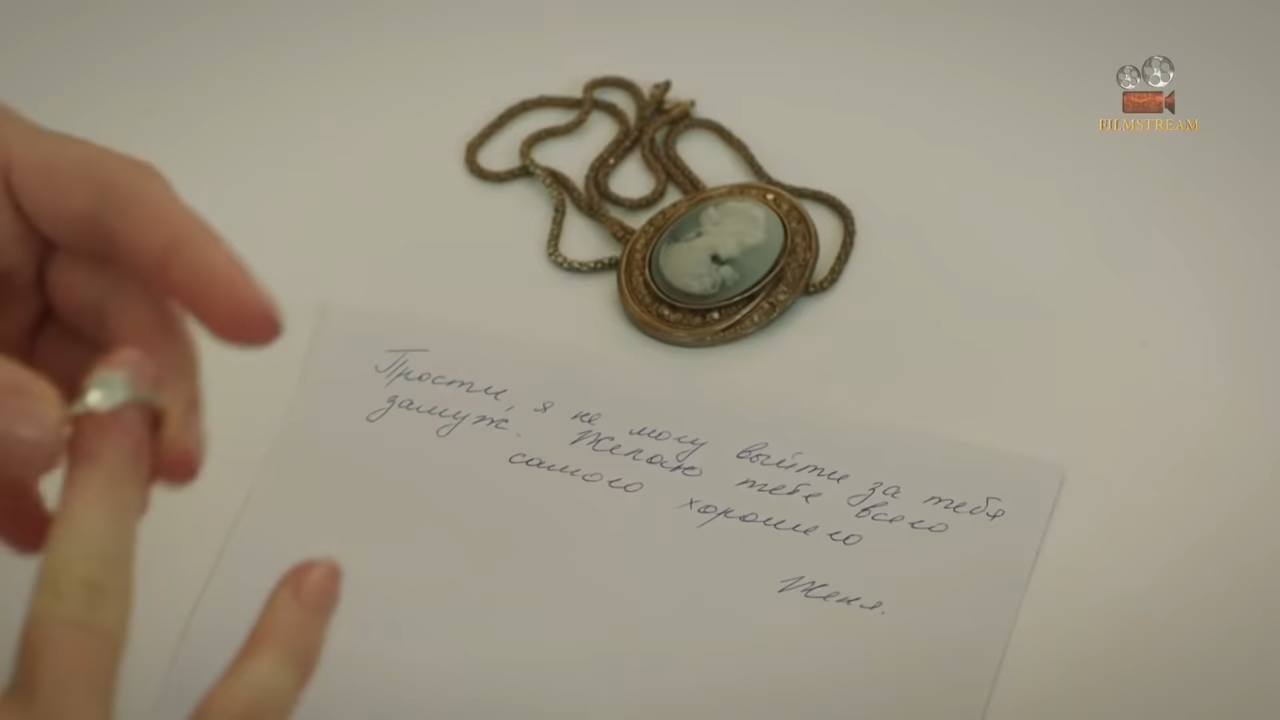 FILMSTREAM
Прости, я не могу выйти за тебя
замуж. Желаю тебе всего
самого хорошего
Женя.